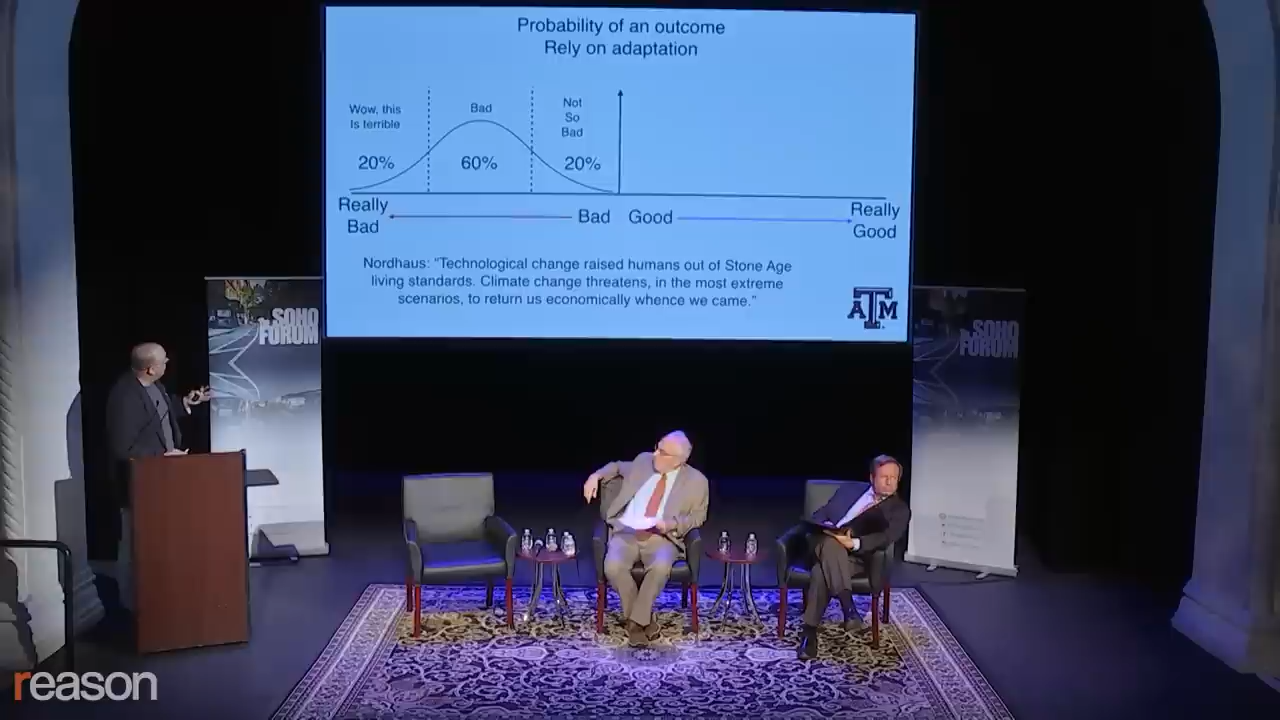 Probability of an outcome
Rely on adaptation
Wow, this
Is terrible
Bad
Not
So
Bad
20%
60%
20%
Really
Bad
Bad
Good
Really
Good
Nordhaus: "Technological change raised humans out of Stone Age
living standards. Climate change threatens, in the most extreme
scenarios, to return us economically whence we came."
ATM
SOHO
FORUM
SOHO
FORUM
reason